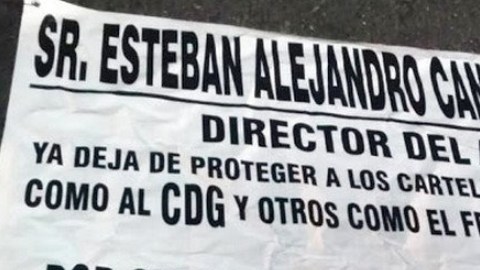 SR. ESTEBAN ALEJANDRO
DIRECTOR DEL
YA DEJA DE PROTEGER A LOS
COMO AL CDG Y OTROS COMO EL